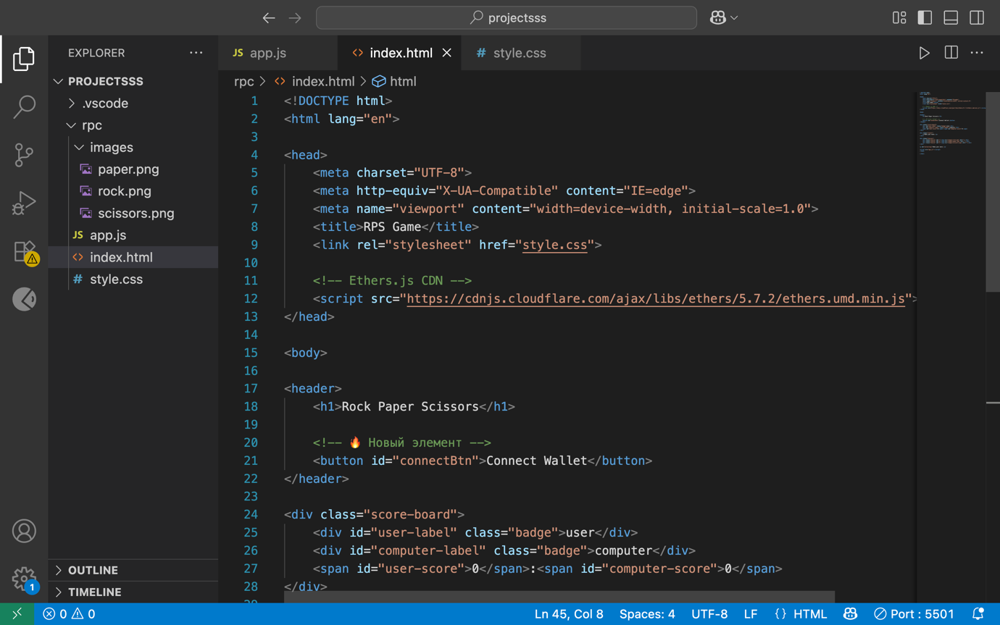 projectsss
EXPLORER
PROJECTSSS
.vscode
rpc
images
paper.png
rock.png
scissors.png
JS app.js
<> index.html
# style.css
OUTLINE
TIMELINE
1
JS app.js
<> index.html
# style.css
rpc > <> index.html > html
1 <!DOCTYPE html>
2 <html lang="en">
3
4 <head>
5 <meta charset="UTF-8">
6 <meta http-equiv="X-UA-Compatible" content="IE=edge">
7 <meta name="viewport" content="width=device-width, initial-scale=1.0">
8 <title>RPS Game</title>
9 <link rel="stylesheet" href="style.css">
10
11 <!-- Ethers.js CDN -->
12 <script src="https://cdnjs.cloudflare.com/ajax/libs/ethers/5.7.2/ethers.umd.min.js">
13 </head>
14
15 <body>
16
17 <header>
18 <h1>Rock Paper Scissors</h1>
19
20 <!-- 🔥 Новый элемент -->
21 <button id="connectBtn">Connect Wallet</button>
22 </header>
23
24 <div class="score-board">
25 <div id="user-label" class="badge">user</div>
26 <div id="computer-label" class="badge">computer</div>
27 <span id="user-score">0</span>:<span id="computer-score">0</span>
28 </div>
0 0 Ln 45, Col 8 Spaces: 4 UTF-8 LF {} HTML Port : 5501